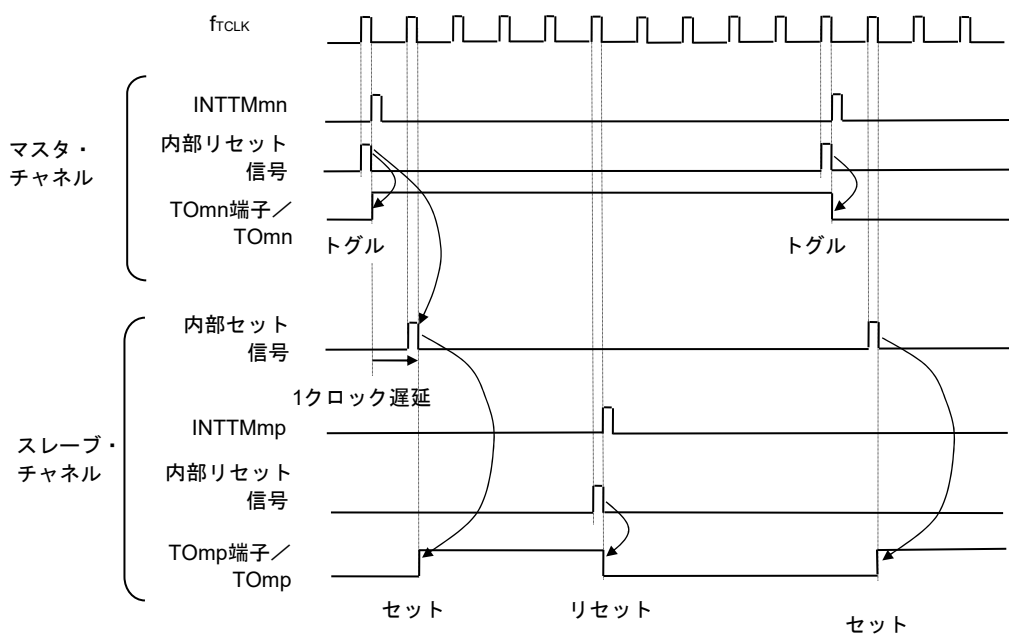 fTCLK
INTTMmn
マスタ・
チャネル
内部リセット
信号
TOmn端子／
TOmn
トグル
トグル
内部セット
信号
1クロック遅延
INTTMmp
スレーブ・
チャネル
内部リセット
信号
TOmp端子／
TOmp
セット
リセット
セット